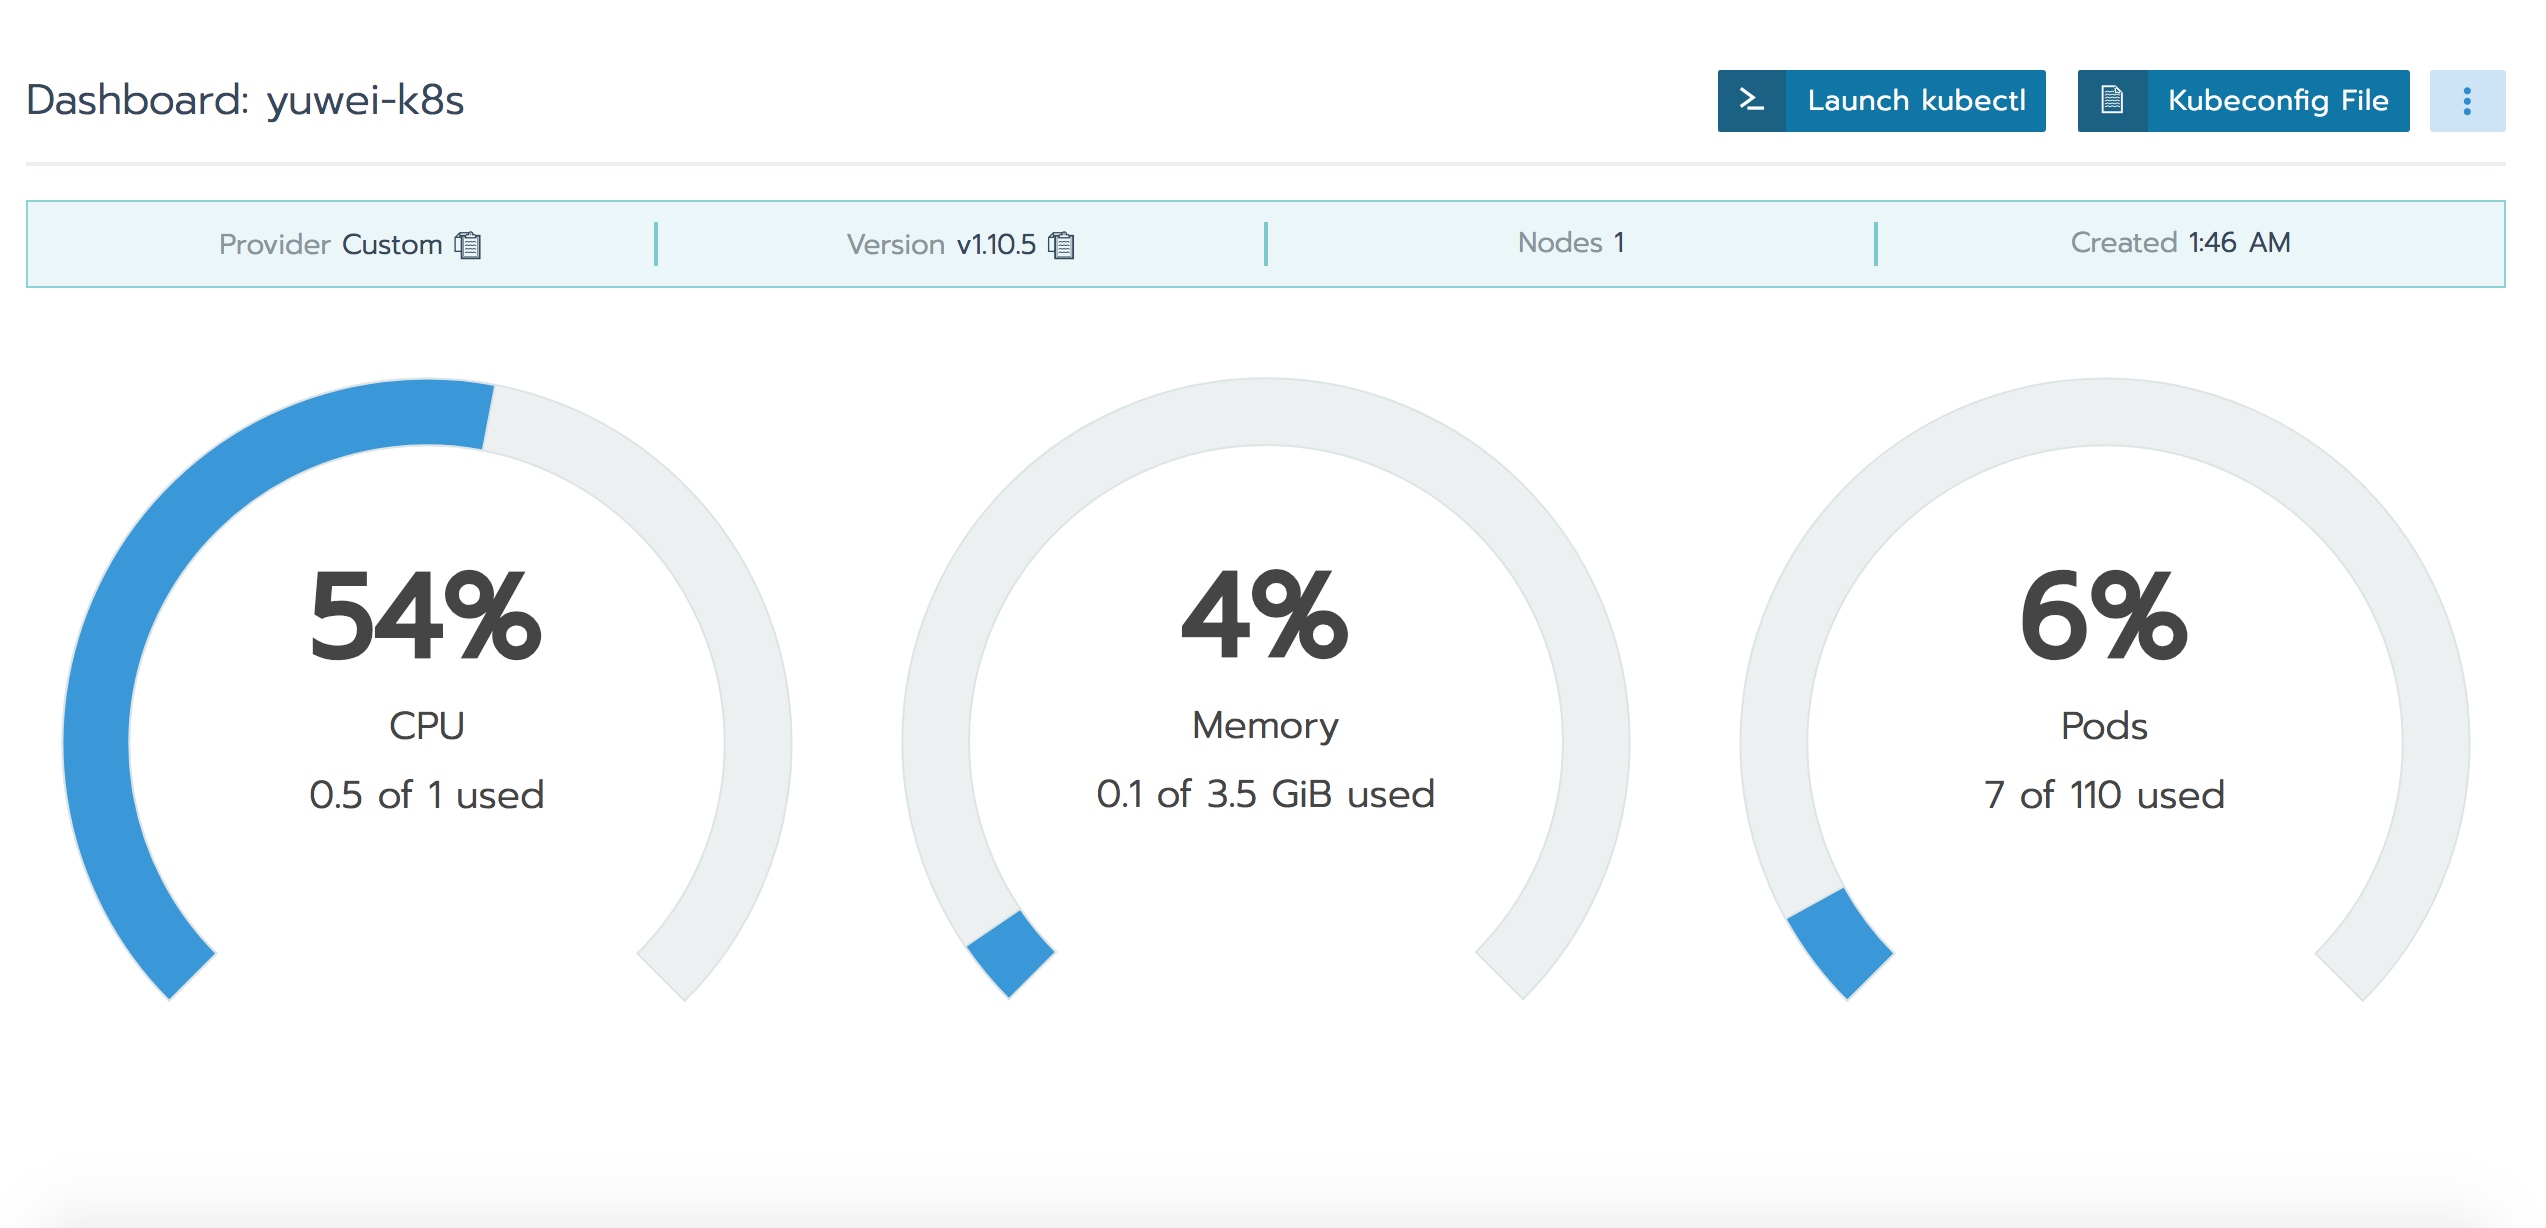 Dashboard: yuwei-k8s
Launch kubectl
Kubeconfig File
Provider Custom
Version v1.10.5
Nodes 1
Created 1:46 AM
54%
CPU
0.5 of 1 used
4%
Memory
0.1 of 3.5 GiB used
6%
Pods
7 of 110 used